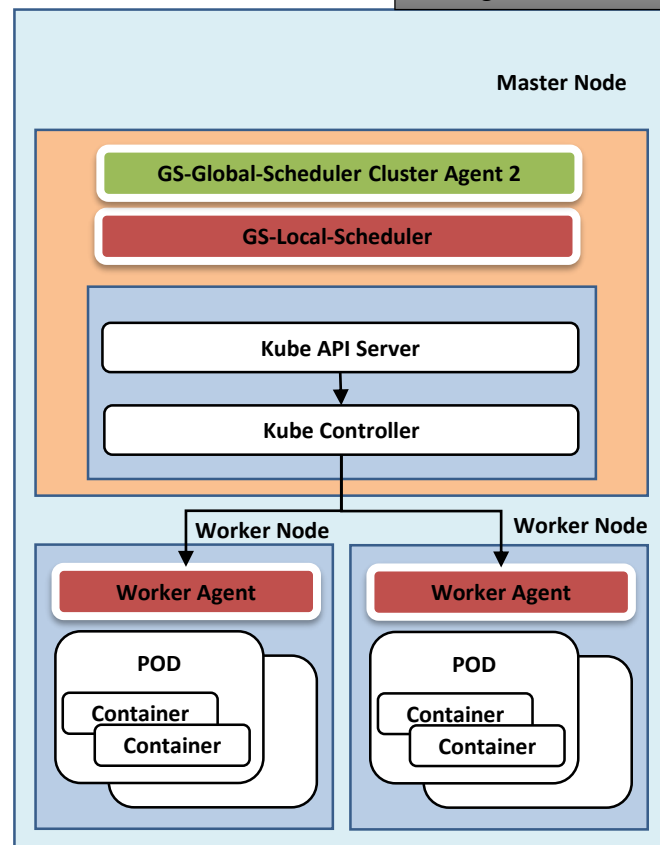 Master Node
GS-Global-Scheduler Cluster Agent 2
GS-Local-Scheduler
Kube API Server
Kube Controller
Worker Node
Worker Node
Worker Agent
Worker Agent
POD
POD
Container
Container
Container
Container